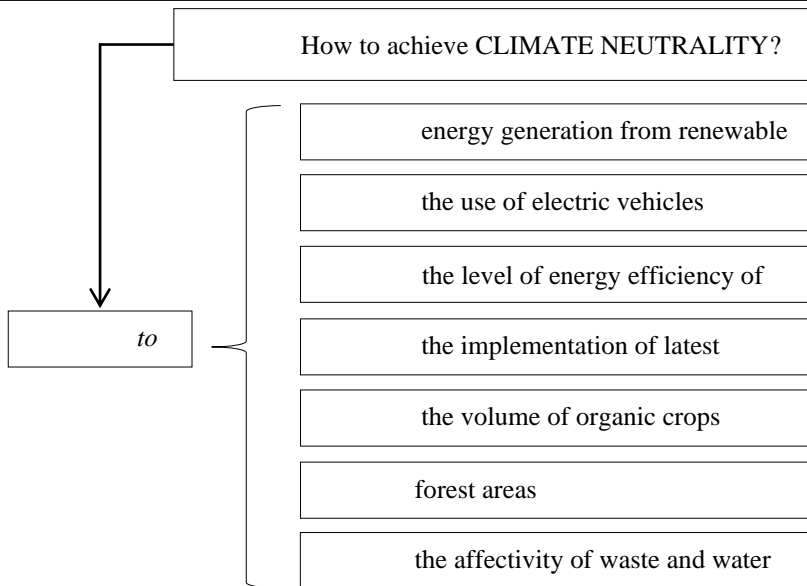 How to achieve CLIMATE NEUTRALITY?
energy generation from renewable
the use of electric vehicles
the level of energy efficiency of
to
the implementation of latest
the volume of organic crops
forest areas
the affectivity of waste and water